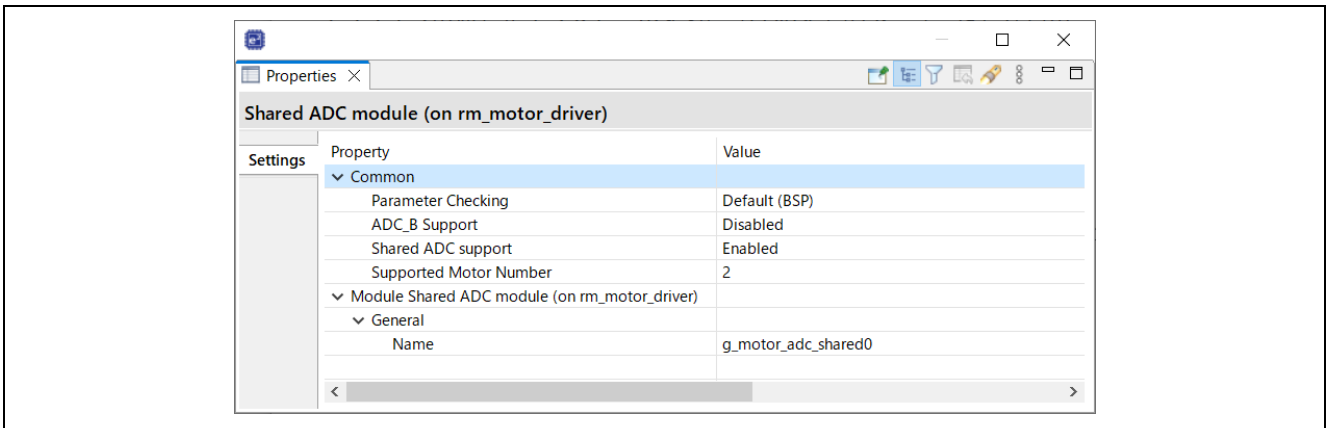 Properties
Shared ADC module (on rm_motor_driver)
Settings
Property Value
Common
Parameter Checking Default (BSP)
ADC_B Support Disabled
Shared ADC support Enabled
Supported Motor Number 2
Module Shared ADC module (on rm_motor_driver)
General
Name g_motor_adc_shared0